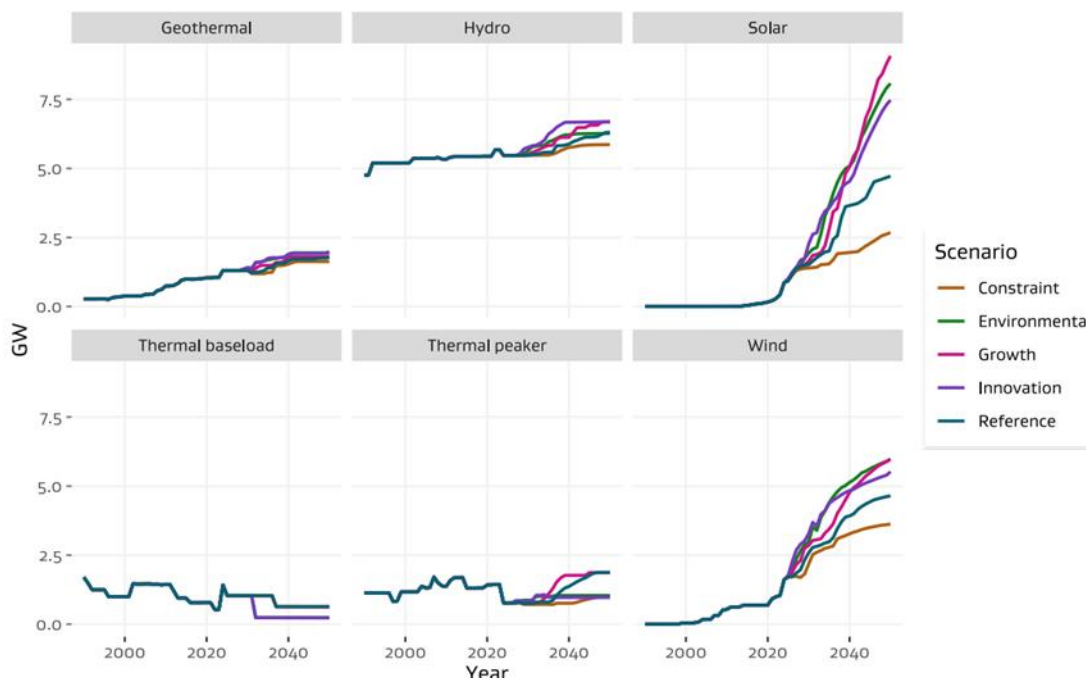 Geothermal
Hydro
Solar
7.5
5.0
2.5
0.0
Scenario
Constraint
Environmenta
Growth
Innovation
Reference
GW
Thermal baseload
Thermal peaker
Wind
7.5
5.0
2.5
0.0
2000
2020
2040
2000
2020
2040
2000
2020
2040
Year